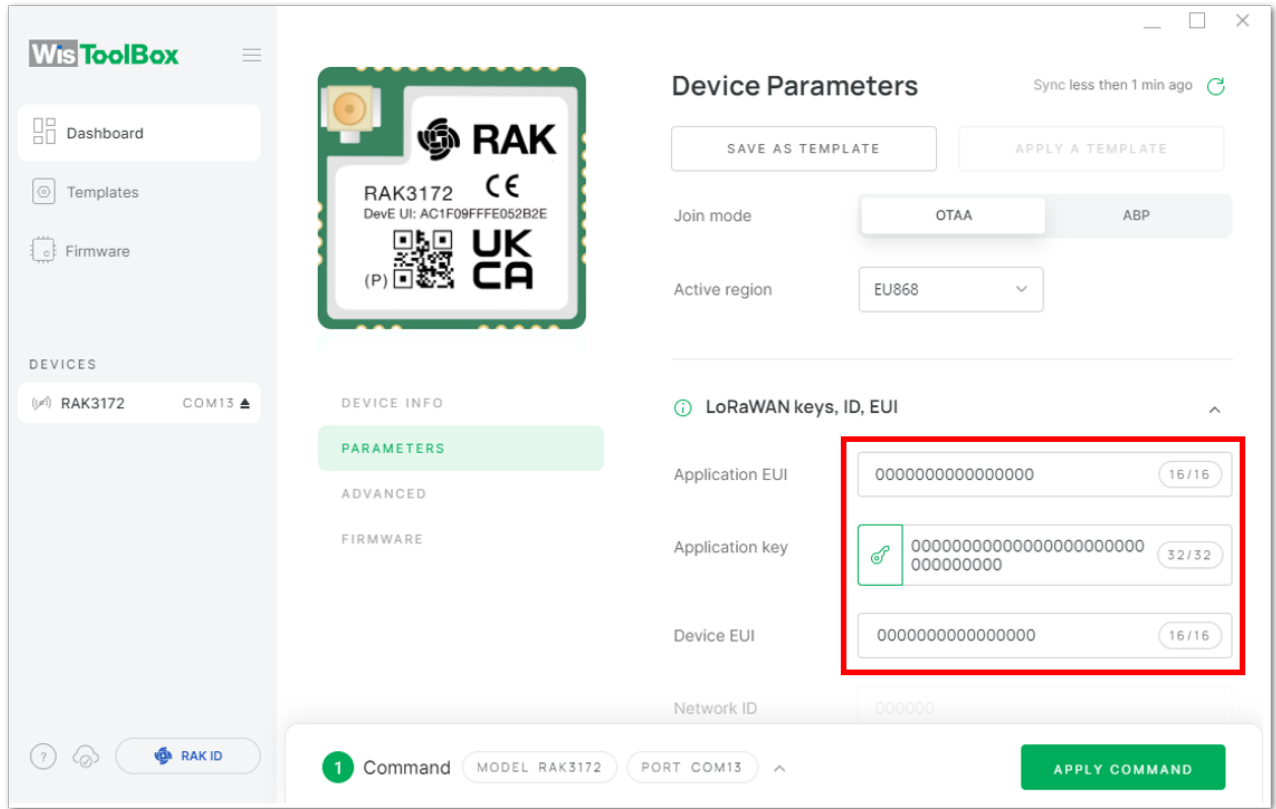 WisToolBox
Dashboard
Templates
Firmware
DEVICES
RAK3172 COM13
? RAK ID
RAK
RAK3172 CE
DevE UI: AC1F09FFFE052B2E
(P) UK
CA
DEVICE INFO
PARAMETERS
ADVANCED
FIRMWARE
Device Parameters Sync less then 1 min ago
SAVE AS TEMPLATE APPLY A TEMPLATE
Join mode OTAA ABP
Active region EU868
LoRaWAN keys, ID, EUI
Application EUI 0000000000000000 16/16
Application key 00000000000000000000000
000000000 32/32
Device EUI 0000000000000000 16/16
Network ID 000000
1 Command MODEL RAK3172 PORT COM13 APPLY COMMAND